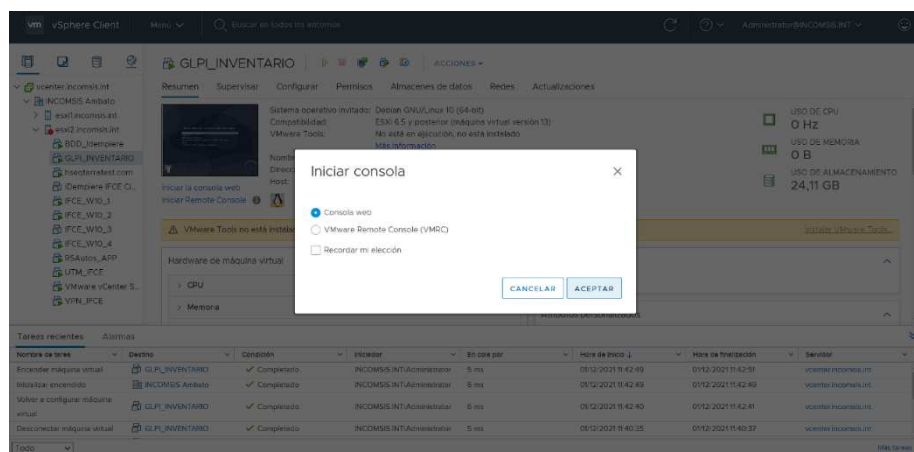 vm vSphere Client Menú Buscar en todos los entornos Administrator@INCOMSIS.INT
GLPI_INVENTARIO ACCIONES
Resumen Supervisar Configurar Permisos Almacenes de datos Redes Actualizaciones
vcenter.incomsis.int
INCOMSIS Ambato
esxi1.incomsis.int
esxi2.incomsis.int
BDD_Idempiere
GLPI_INVENTARIO
hseoterratest.com
iDempiere IFCE C...
IFCE_W10_1
IFCE_W10_2
IFCE_W10_3
IFCE_W10_4
RSAutos_APP
UTM_IFCE
VMware vCenter S...
VPN_IFCE
Sistema operativo invitado: Debian GNU/Linux 10 (64-bit)
Compatibilidad: ESXi 6.5 y posterior (máquina virtual versión 13)
VMware Tools: No está en ejecución, no está instalado
Más información
Host:
Iniciar la consola web
Iniciar Remote Console
USO DE CPU
0 Hz
USO DE MEMORIA
0 B
USO DE ALMACENAMIENTO
24,11 GB
VMware Tools no está
Instalar VMware Tools...
Hardware de máquina virtual
> CPU
> Memoria
Iniciar consola
Consola web
VMware Remote Console (VMRC)
Recordar mi elección
CANCELAR ACEPTAR
Tareas recientes Alarmas
Nombre de tarea Destino Condición Iniciador En cola por Hora de inicio ↓ Hora de finalización Servidor
Encender máquina virtual GLPI_INVENTARIO Completado INCOMSIS.INT\Administrator 5 ms 01/12/2021 11:42:49 01/12/2021 11:42:51 vcenter.incomsis.int
Inicializar encendido INCOMSIS Ambato Completado INCOMSIS.INT\Administrator 6 ms 01/12/2021 11:42:49 01/12/2021 11:42:49 vcenter.incomsis.int
Volver a configurar máquina virtual GLPI_INVENTARIO Completado INCOMSIS.INT\Administrator 6 ms 01/12/2021 11:42:40 01/12/2021 11:42:41 vcenter.incomsis.int
Desconectar máquina virtual GLPI_INVENTARIO Completado INCOMSIS.INT\Administrator 5 ms 01/12/2021 11:40:35 01/12/2021 11:40:37 vcenter.incomsis.int
Todo Más tareas